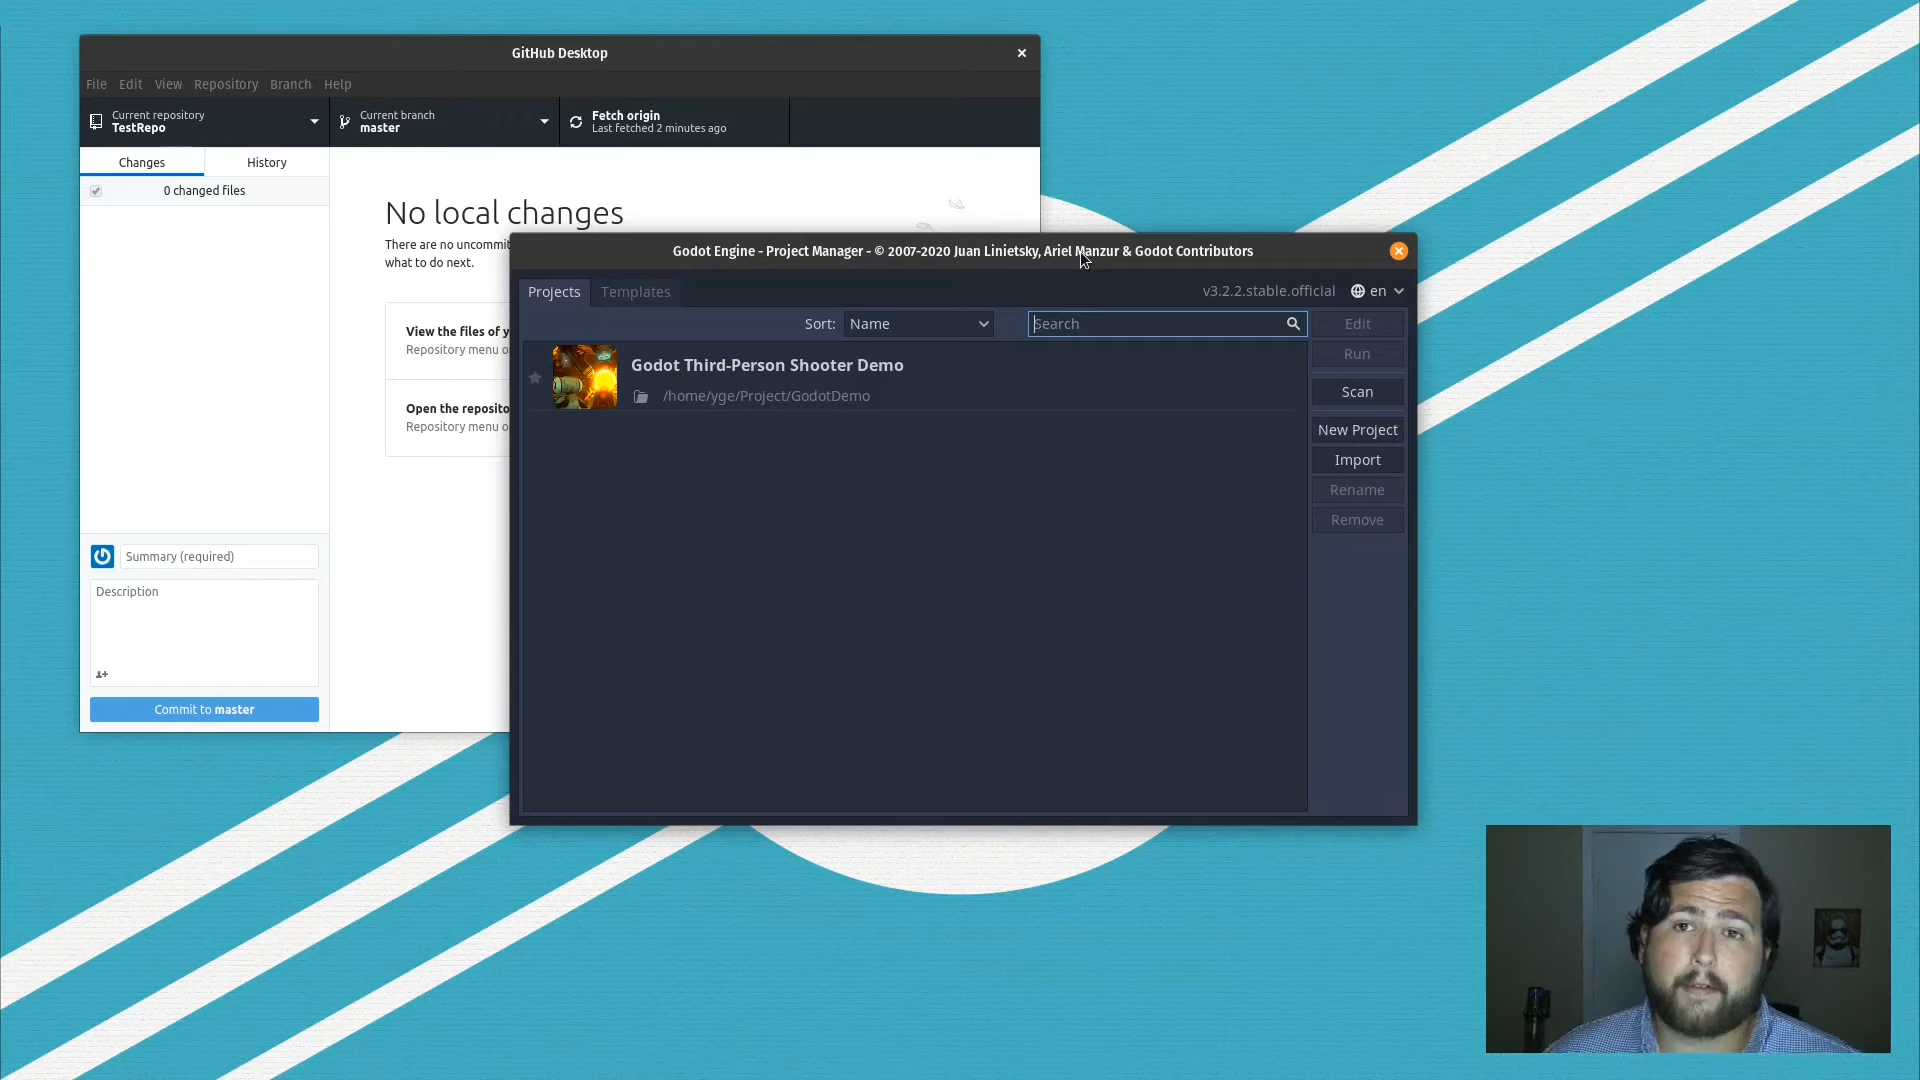 GitHub Desktop
File Edit View Repository Branch Help
Current repository
TestRepo
Current branch
master
Fetch origin
Last fetched 2 minutes ago
Changes
History
0 changed files
No local changes
There are no uncommit
what to do next.
View the files of y
Repository menu o
Open the reposito
Repository menu o
Summary (required)
Description
Commit to master
Godot Engine - Project Manager - © 2007-2020 Juan Linietsky, Ariel Manzur & Godot Contributors
Projects
Templates
v3.2.2.stable.official
en
Sort:
Name
Search
Godot Third-Person Shooter Demo
/home/yge/Project/GodotDemo
Edit
Run
Scan
New Project
Import
Rename
Remove